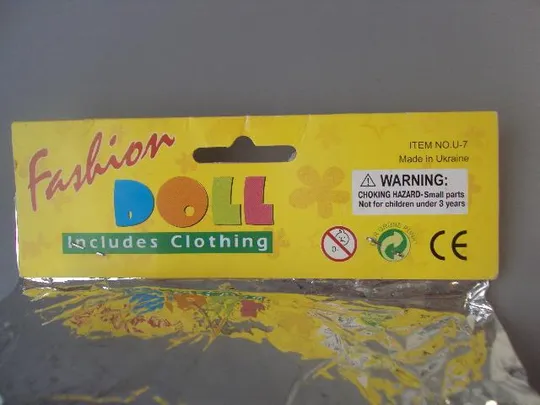 Fashion
DOLL
Includes Clothing
ITEM NO.U-7
Made in Ukraine
WARNING:
CHOKING HAZARD-Small parts
Not for children under 3 years
CE